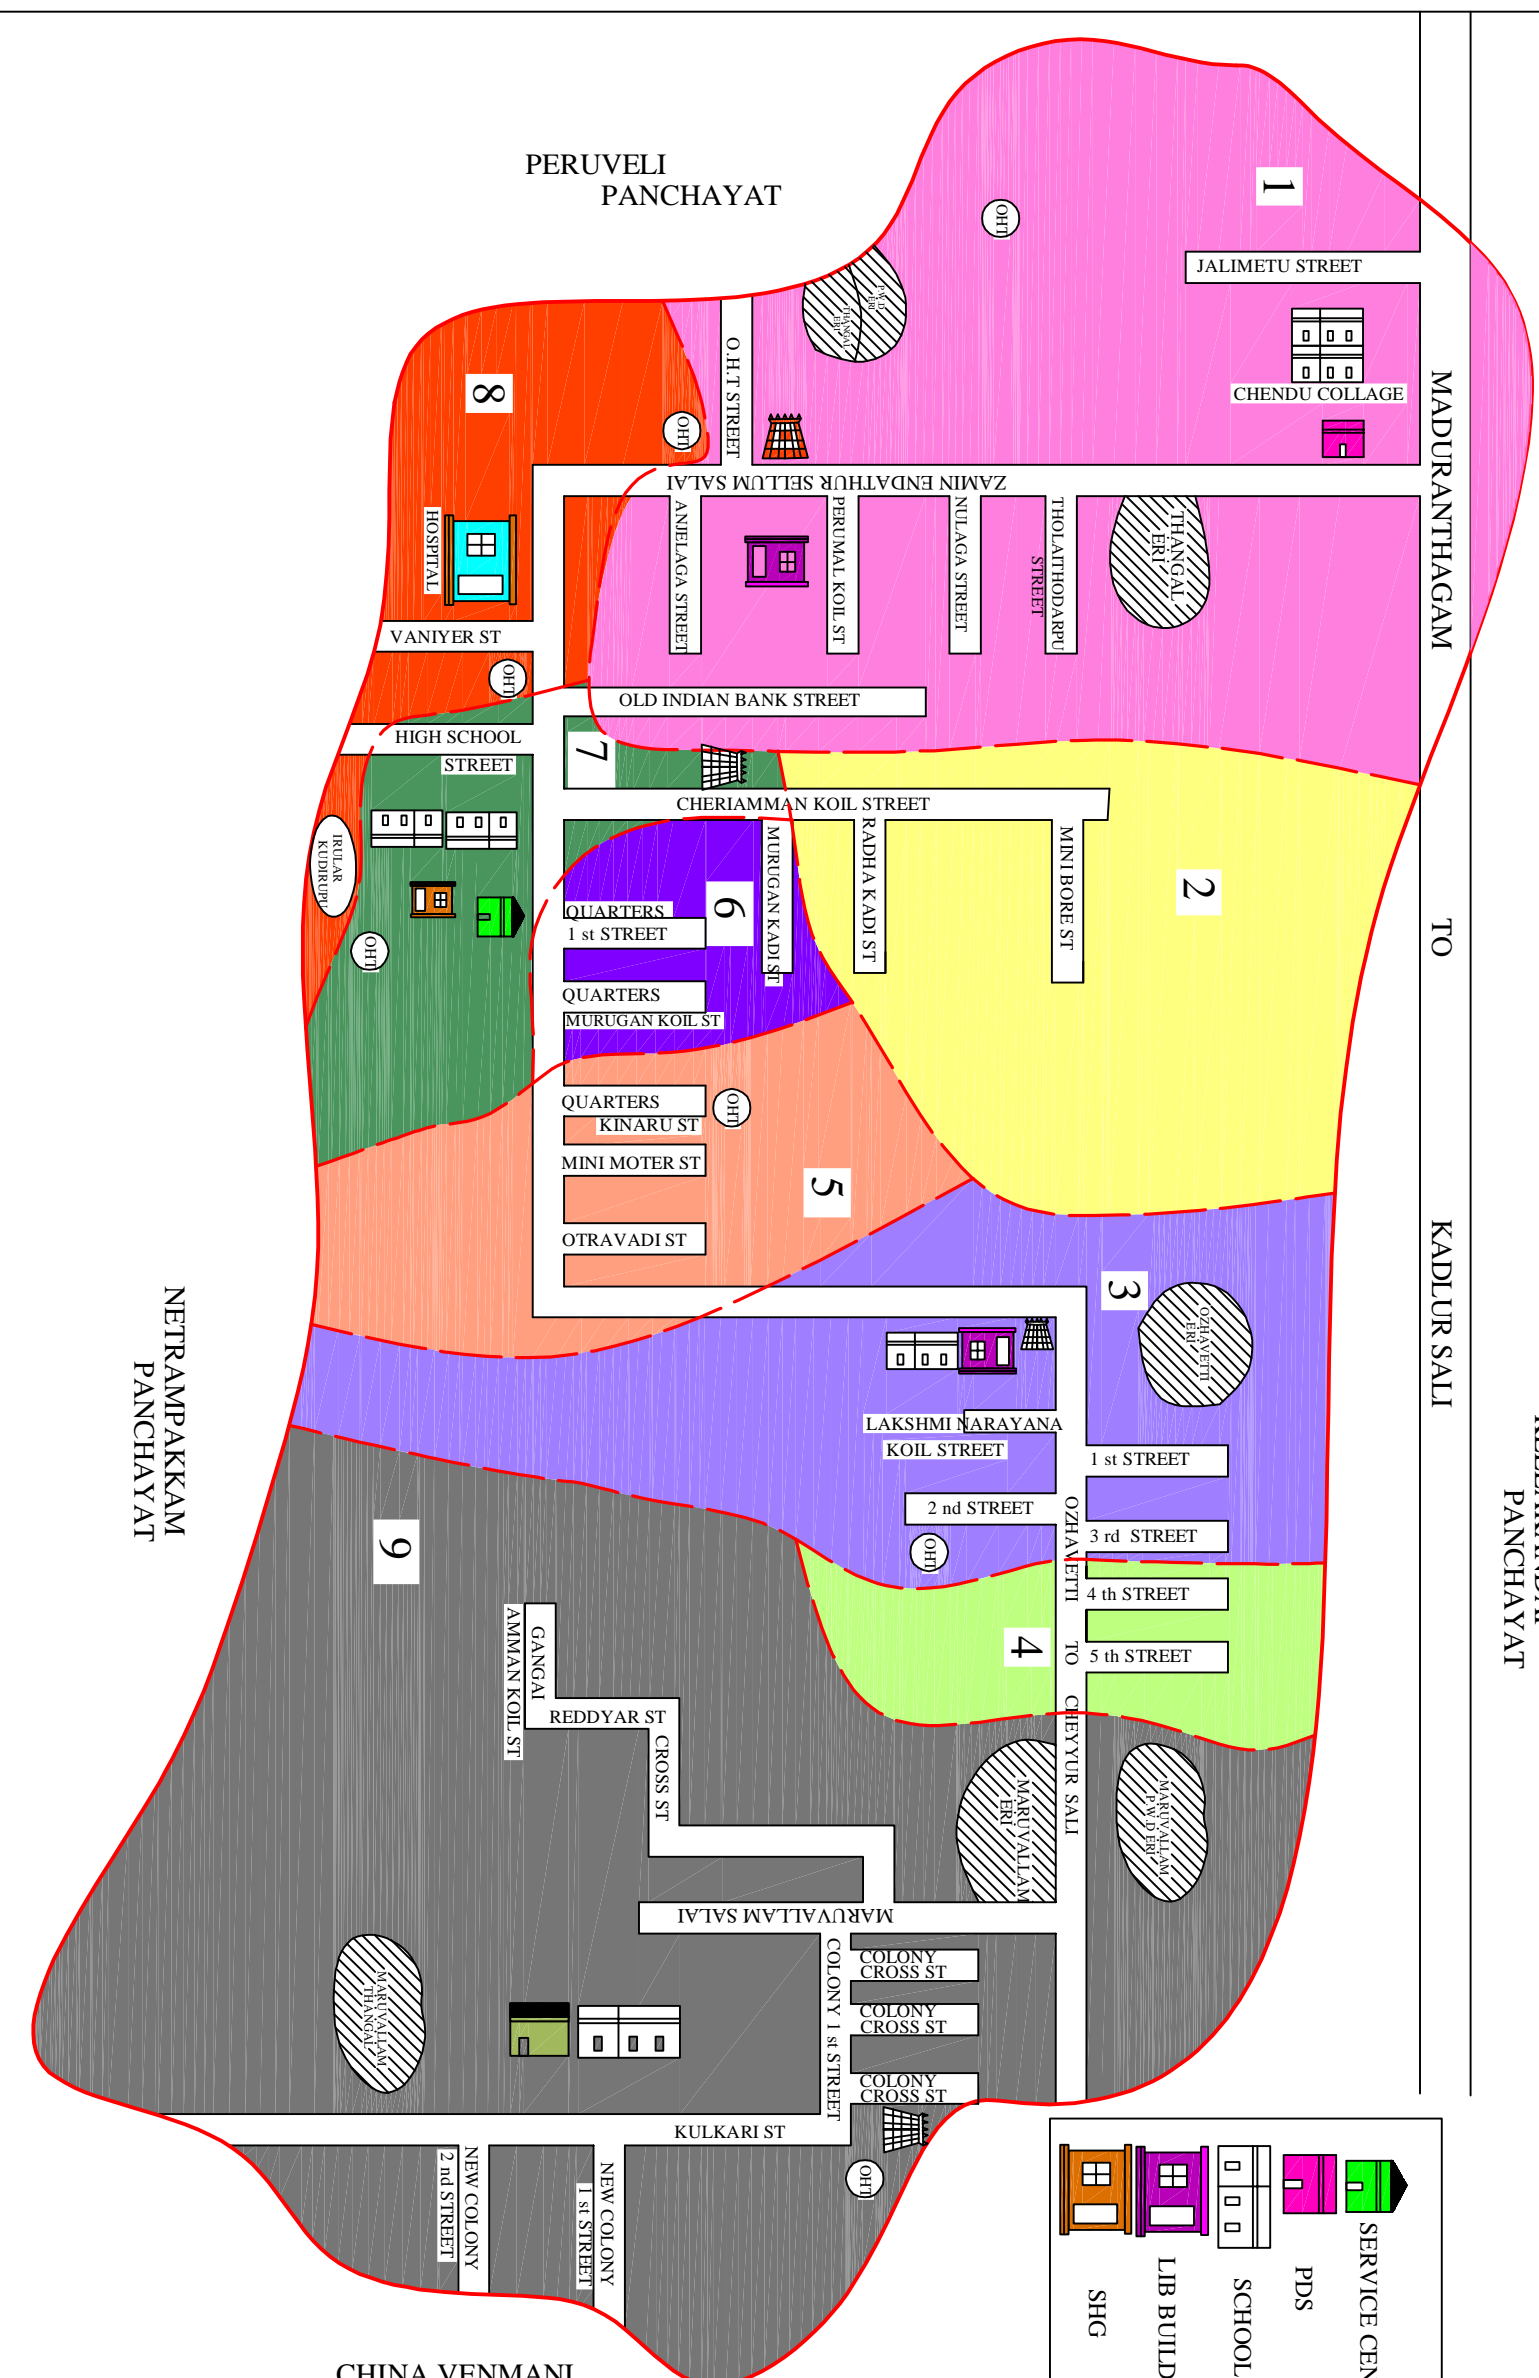 PERUVELI
PANCHAYAT
1
OHT
JALIMETU STREET
P.W.D
ERI
THANGAL
ERI
CHENDU COLLAGE
MADURANTHAGAM
TO
KADLUR SALI
8
O.H.T STREET
OHT
ZAMIN ENDATHUR SELLUM SALAI
ANJELAGA STREET
PERUMAL KOIL ST
NULAGA STREET
THOLAITHODARPU
STREET
THANGAL
ERI
HOSPITAL
VANIYER ST
OHT
OLD INDIAN BANK STREET
HIGH SCHOOL
STREET
7
CHERIAMMAN KOIL STREET
MURUGAN KADI ST
RADHA KADI ST
MINI BORE ST
2
IRULAR
KUDIRUPU
OHT
6
QUARTERS
1 st STREET
QUARTERS
MURUGAN KOIL ST
QUARTERS
KINARU ST
OHT
MINI MOTER ST
5
OTRAVADI ST
3
OZHAVETTI
ERI
NETRAMPAKKAM
PANCHAYAT
PANCHAYAT
LAKSHMI NARAYANA
KOIL STREET
1 st STREET
2 nd STREET
3 rd STREET
OHT
4 th STREET
5 th STREET
OZHAVETTI TO CHEYYUR SALI
4
9
GANGAI
AMMAN KOIL ST
REDDYAR ST
CROSS ST
MARUVALLAM
ERI
MARUVALLAM
P.W.D ERI
MARUVALLAM SALAI
COLONY 1 st STREET
COLONY
CROSS ST
COLONY
CROSS ST
COLONY
CROSS ST
MARUVALLAM
THANGAL
KULKARI ST
OHT
NEW COLONY
2 nd STREET
NEW COLONY
1 st STREET
SERVICE CEN
PDS
SCHOOL
LIB BUILD
SHG
CHINA VENMANI